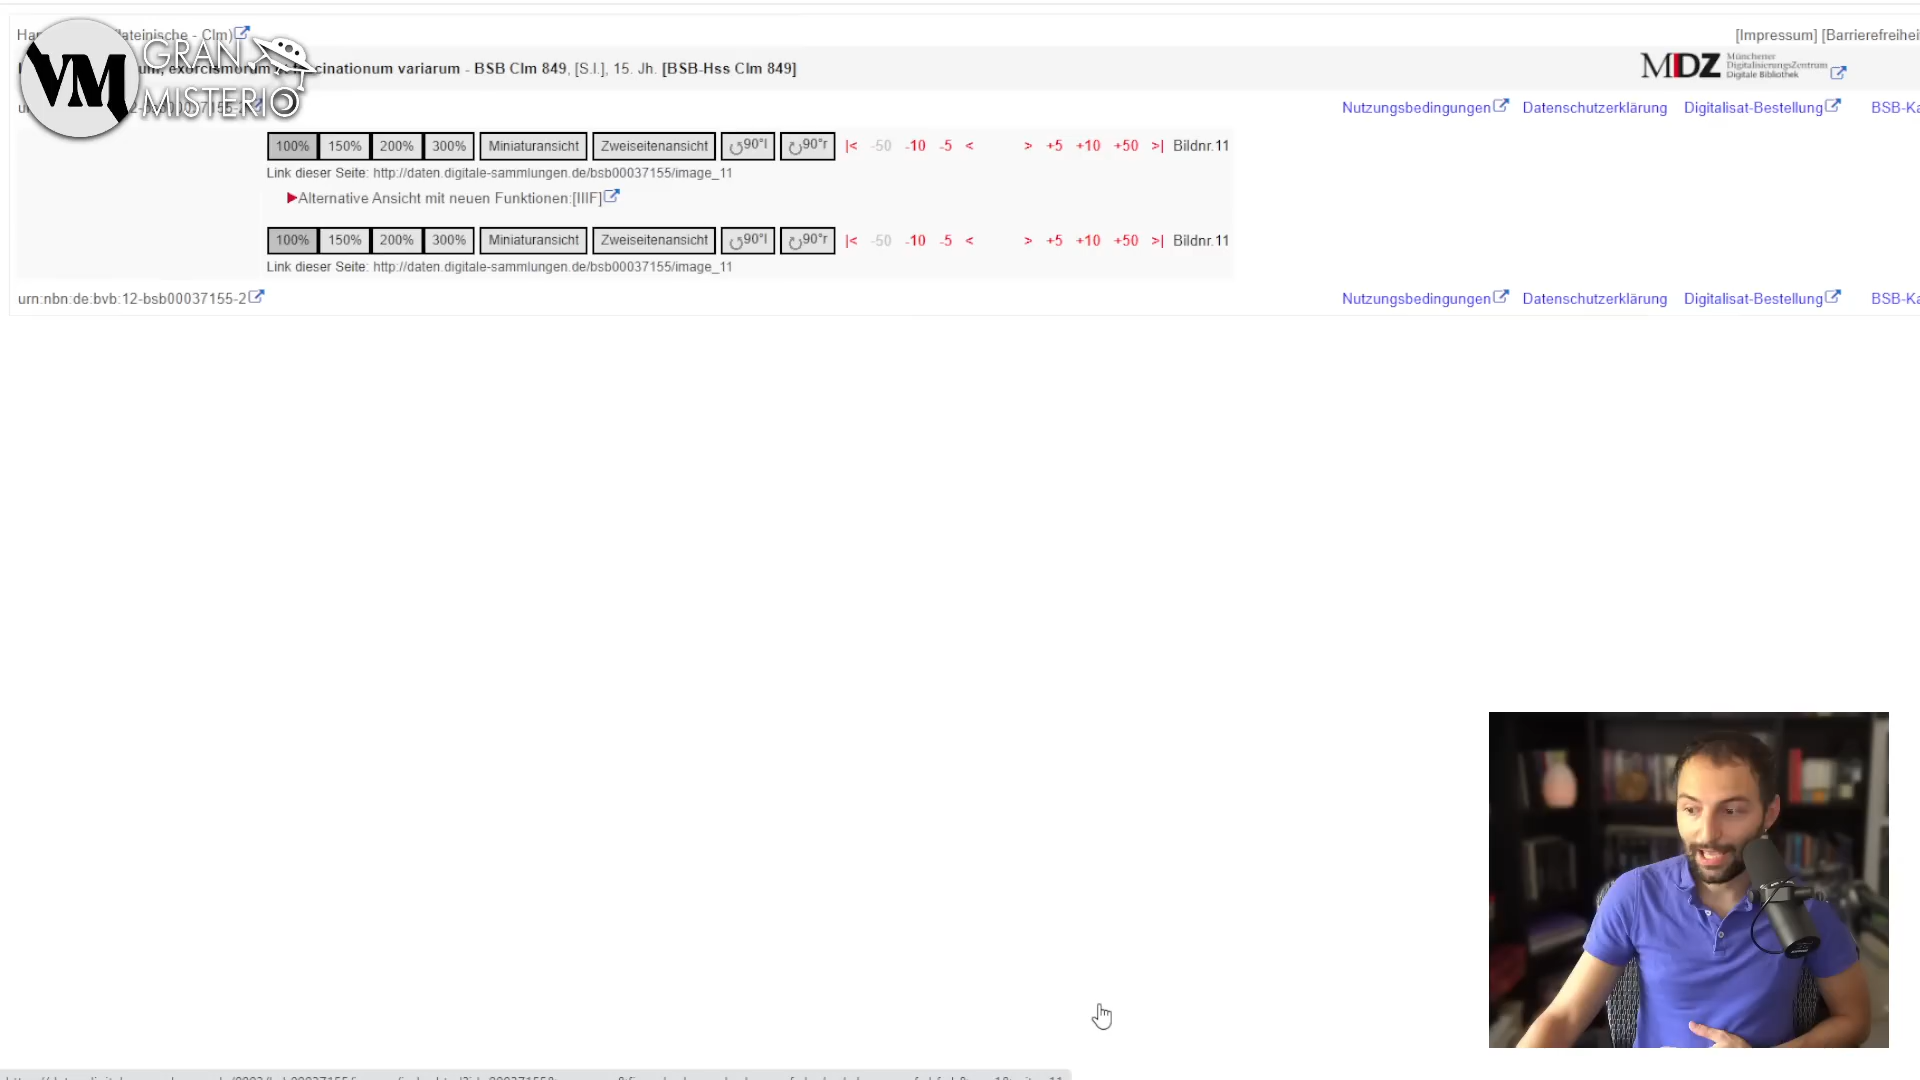 lateinische - Clm)
[Impressum] [Barrierefreihei
VM GRAN MISTERIO
exorcismorum variarum - BSB Clm 849, [S.l.], 15. Jh. [BSB-Hss Clm 849]
MDZ Münchener DigitalisierungsZentrum Digitale Bibliothek
Nutzungsbedingungen Datenschutzerklärung Digitalisat-Bestellung BSB-Ka
100% 150% 200% 300% Miniaturansicht Zweiseitenansicht 90°l 90°r |< -50 -10 -5 < > +5 +10 +50 >| Bildnr.11
Link dieser Seite: http://daten.digitale-sammlungen.de/bsb00037155/image_11
Alternative Ansicht mit neuen Funktionen:[IIIF]
100% 150% 200% 300% Miniaturansicht Zweiseitenansicht 90°l 90°r |< -50 -10 -5 < > +5 +10 +50 >| Bildnr.11
Link dieser Seite: http://daten.digitale-sammlungen.de/bsb00037155/image_11
urn:nbn:de:bvb:12-bsb00037155-2
Nutzungsbedingungen Datenschutzerklärung Digitalisat-Bestellung BSB-Ka